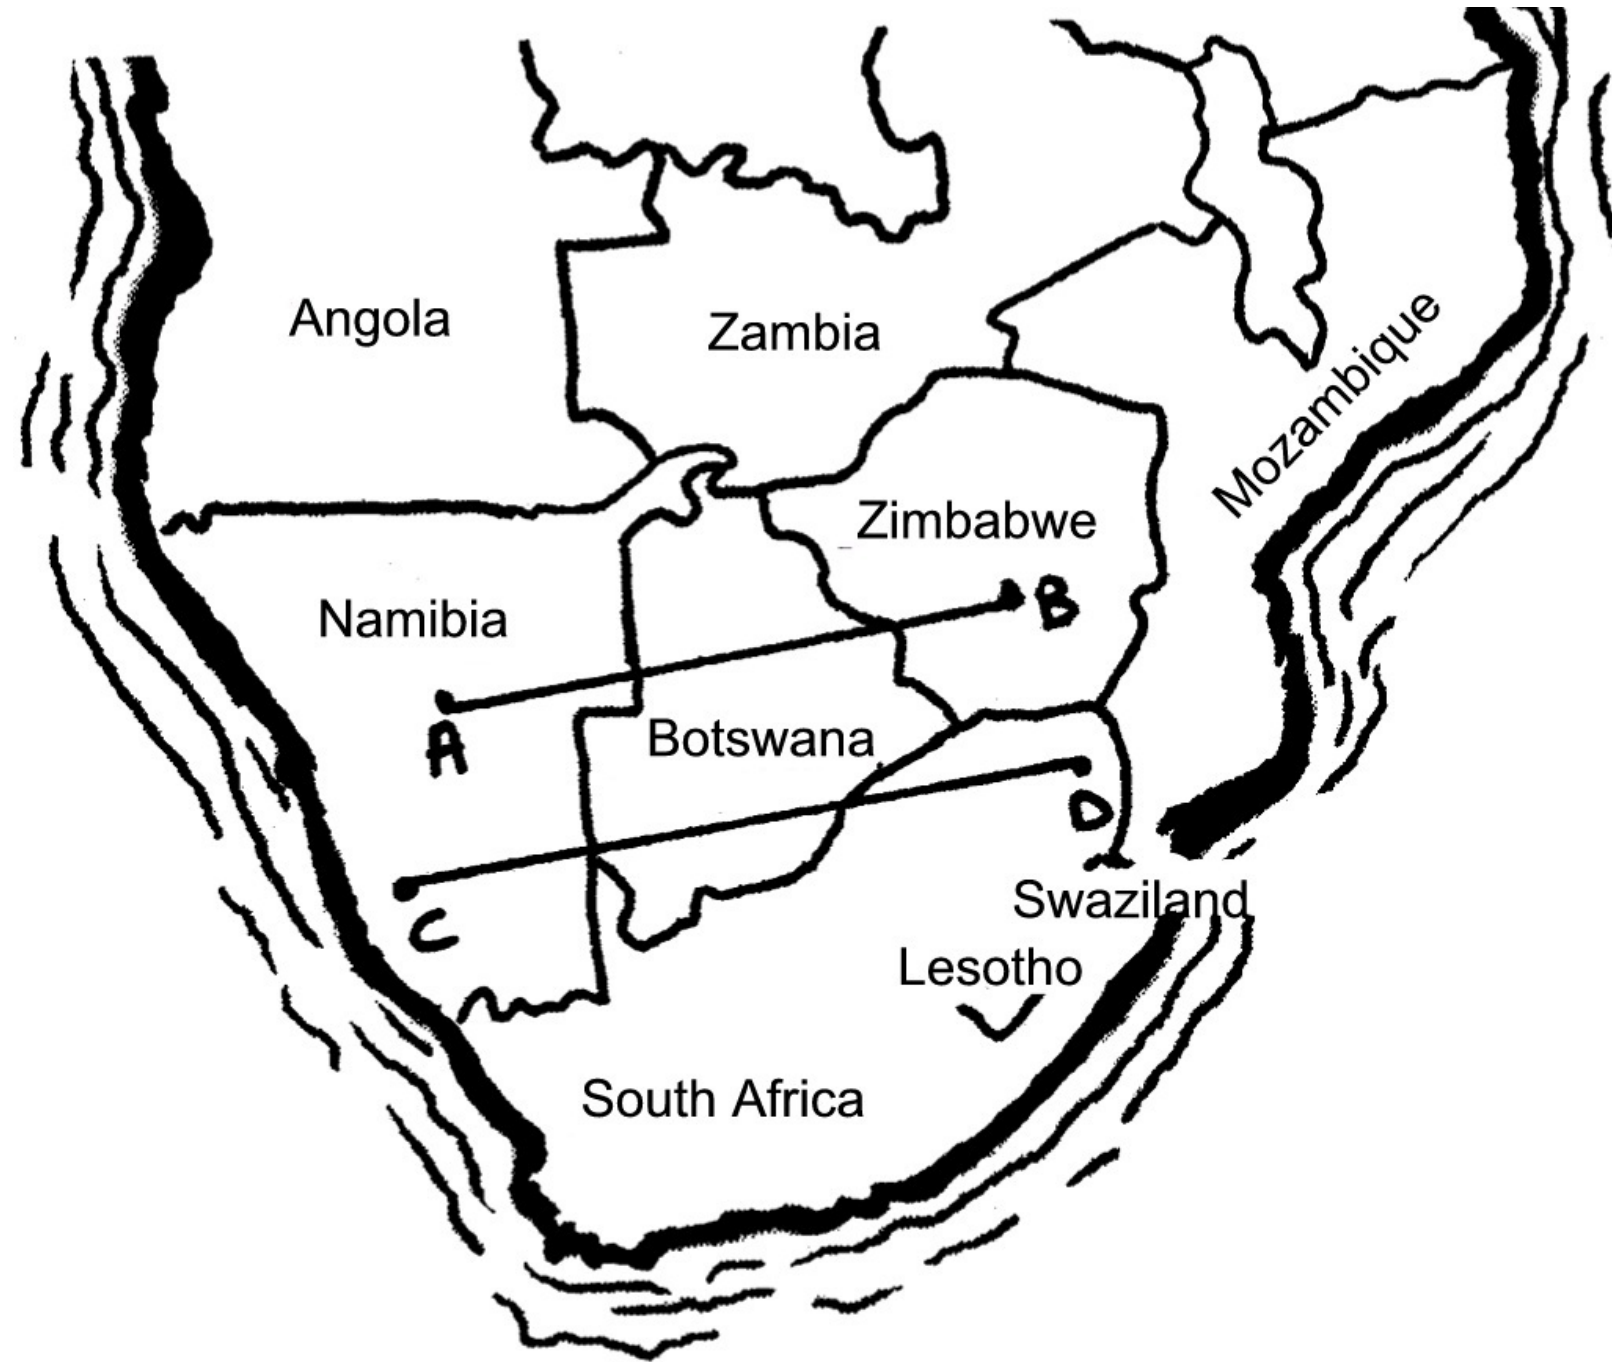 Angola
Zambia
Mozambique
Zimbabwe
B
Namibia
A
Botswana
D
C
Swaziland
Lesotho
South Africa